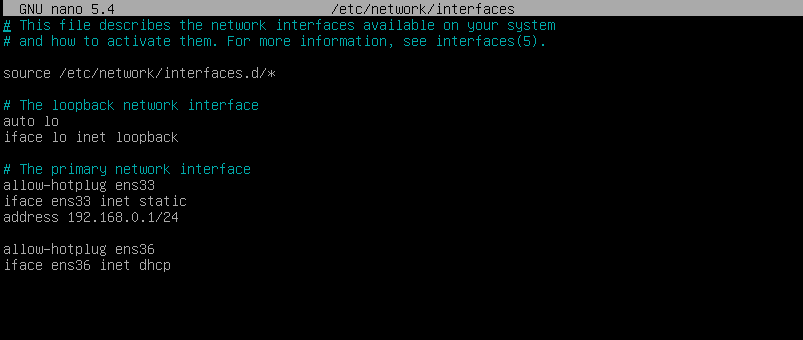 GNU nano 5.4 /etc/network/interfaces
# This file describes the network interfaces available on your system
# and how to activate them. For more information, see interfaces(5).
source /etc/network/interfaces.d/*
# The loopback network interface
auto lo
iface lo inet loopback
# The primary network interface
allow-hotplug ens33
iface ens33 inet static
address 192.168.0.1/24
allow-hotplug ens36
iface ens36 inet dhcp